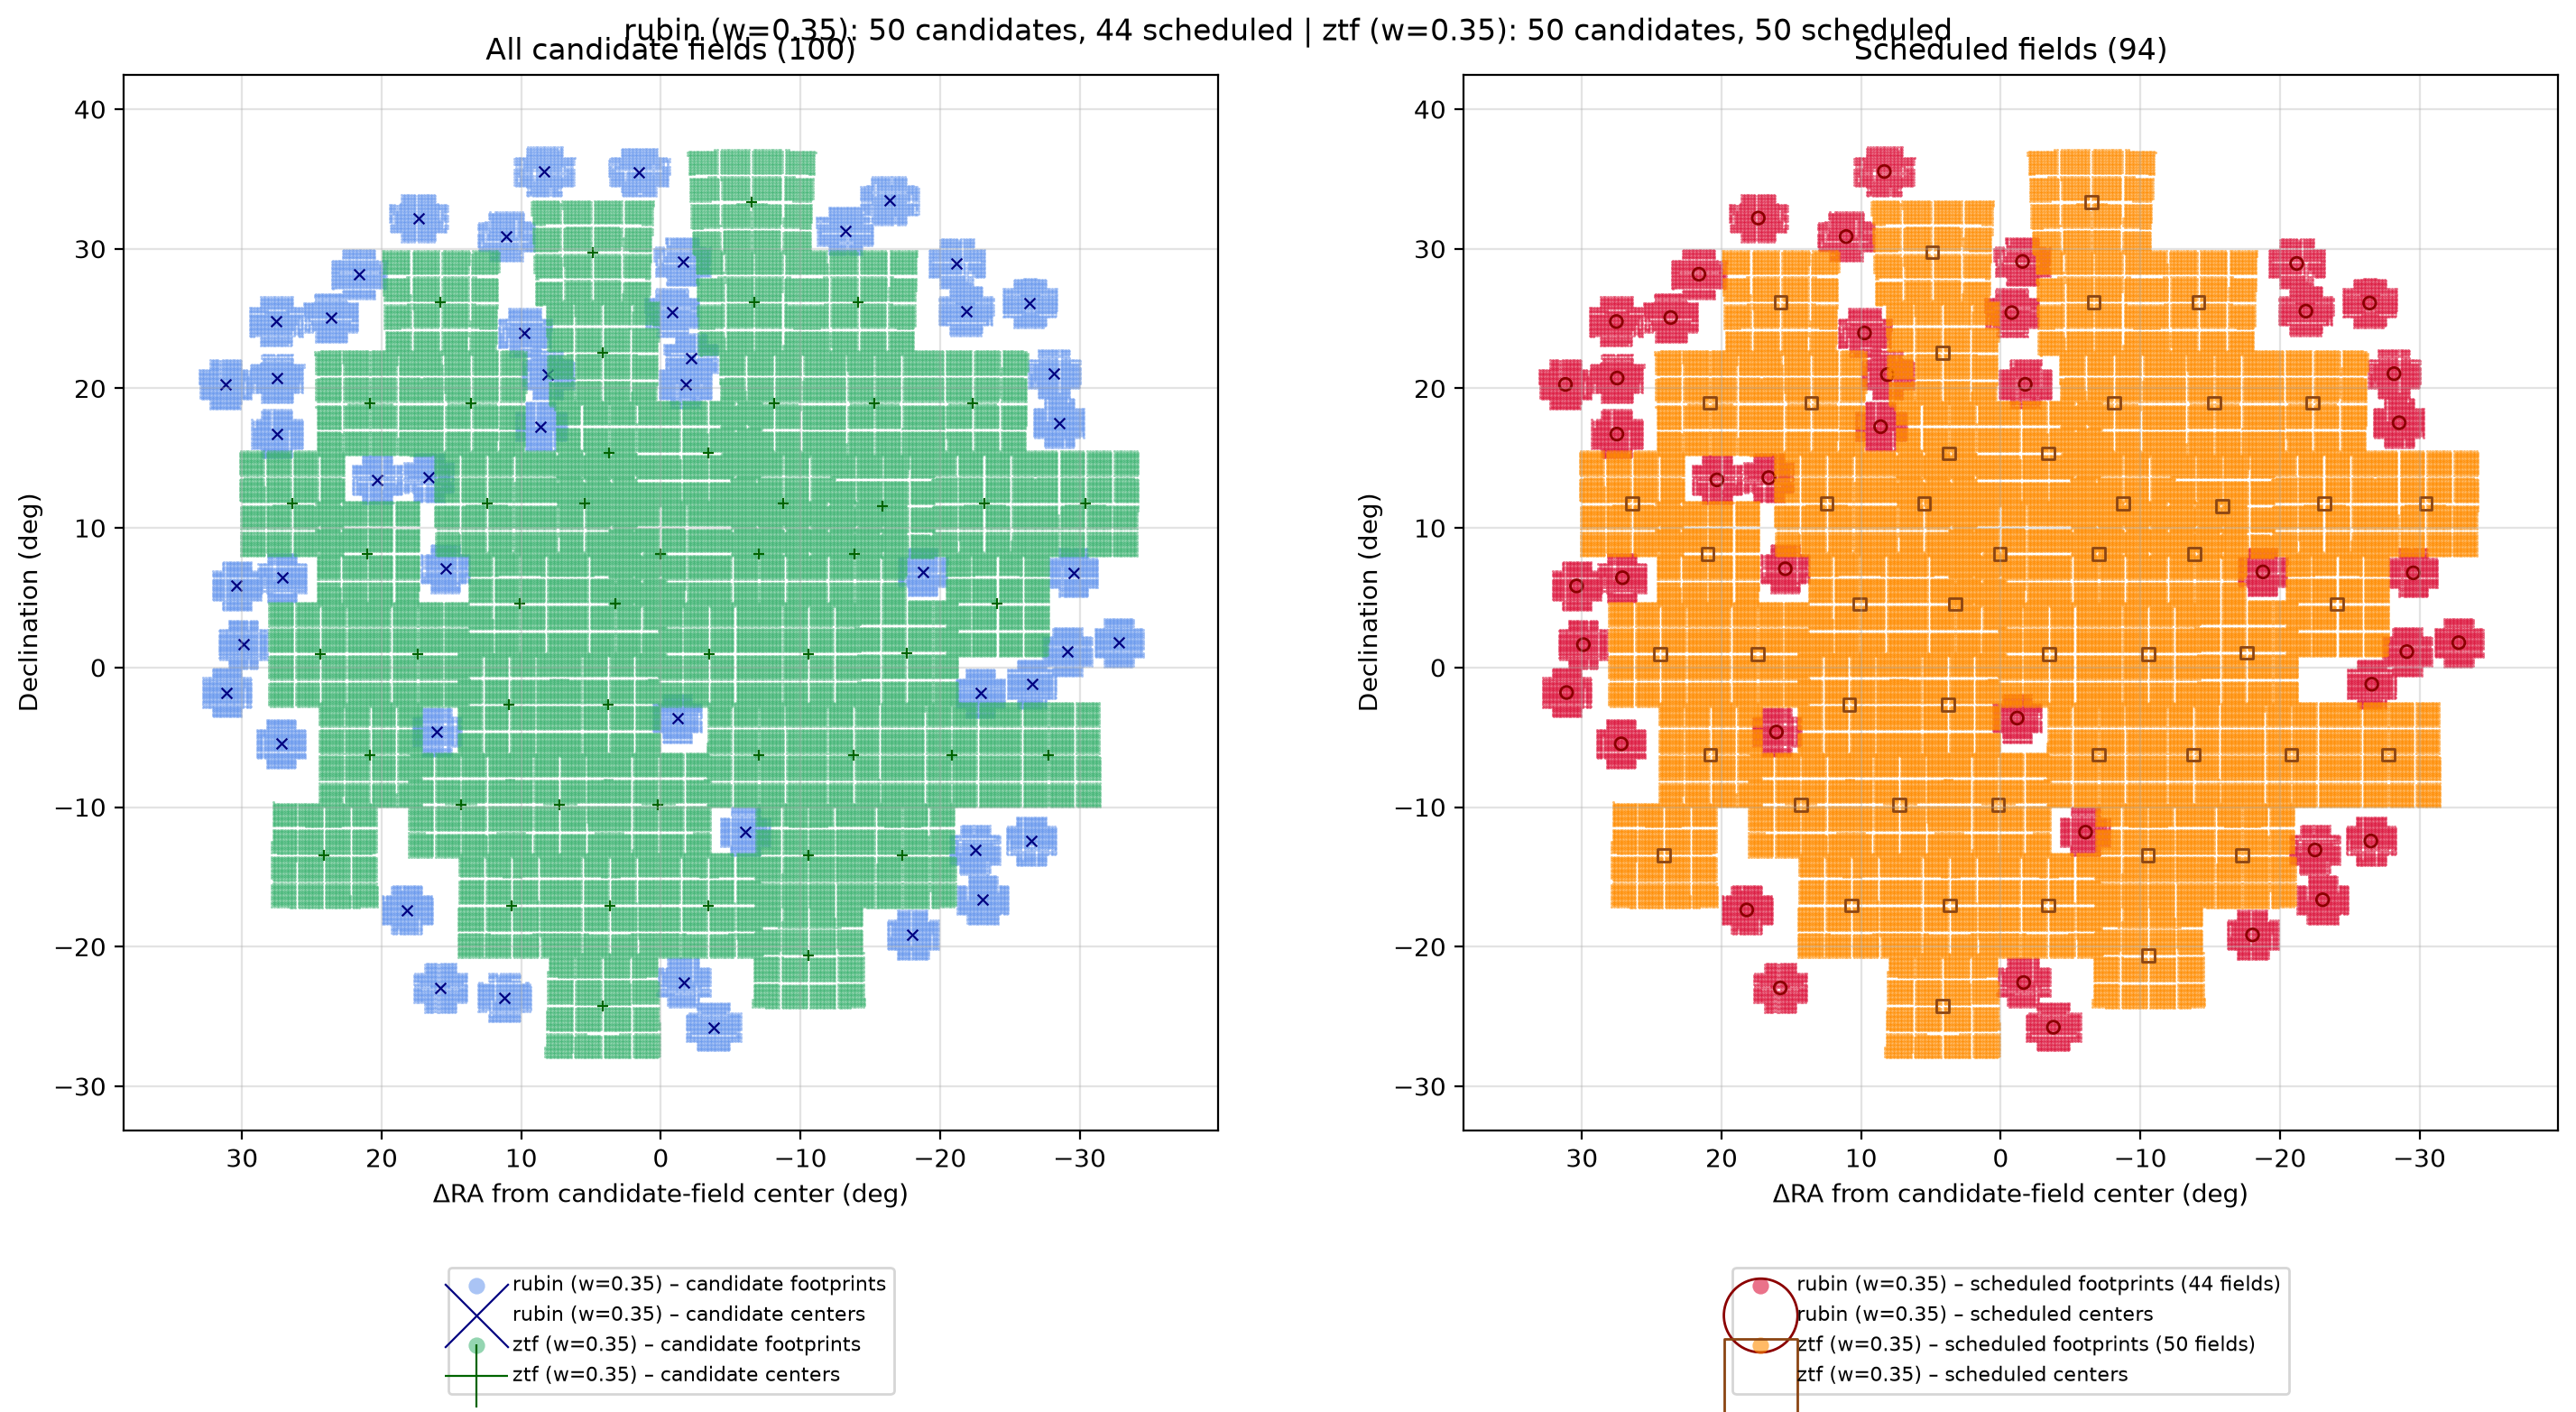 rubin (w=0.35): 50 candidates, 44 scheduled | ztf (w=0.35): 50 candidates, 50 scheduled
All candidate fields (100)
40
30
20
10
0
−10
−20
−30
Declination (deg)
30 20 10 0 −10 −20 −30
ΔRA from candidate-field center (deg)
rubin (w=0.35) – candidate footprints
rubin (w=0.35) – candidate centers
ztf (w=0.35) – candidate footprints
ztf (w=0.35) – candidate centers
Scheduled fields (94)
40
30
20
10
0
−10
−20
−30
Declination (deg)
30 20 10 0 −10 −20 −30
ΔRA from candidate-field center (deg)
rubin (w=0.35) – scheduled footprints (44 fields)
rubin (w=0.35) – scheduled centers
ztf (w=0.35) – scheduled footprints (50 fields)
ztf (w=0.35) – scheduled centers